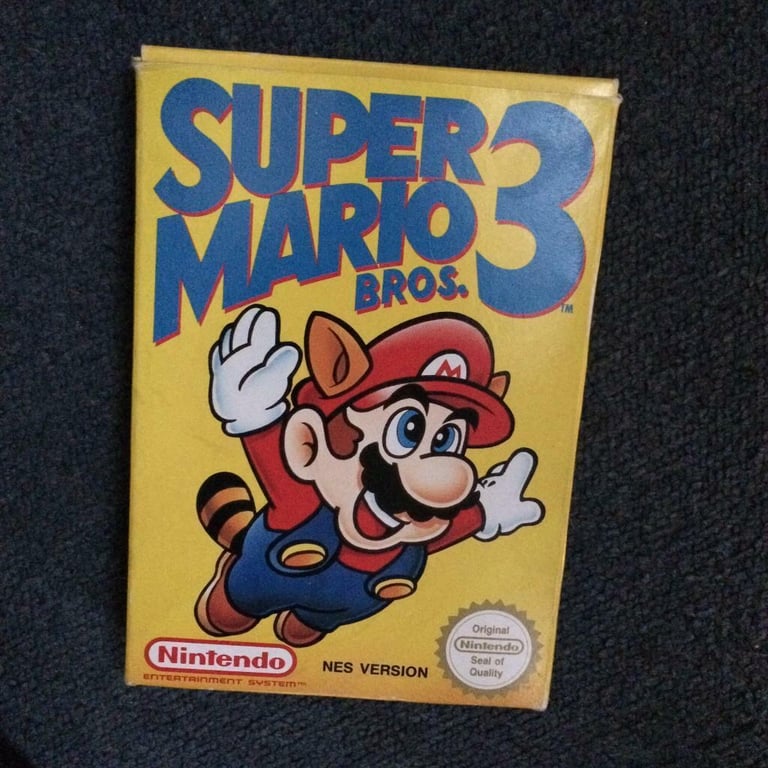 SUPER
MARIO 3
BROS.
TM
M
Nintendo
ENTERTAINMENT SYSTEM™
NES VERSION
Original
Nintendo
Seal of
Quality